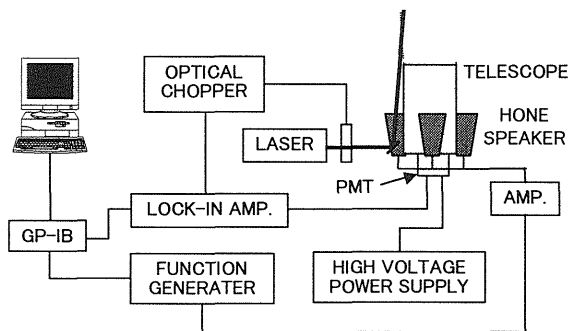 OPTICAL
CHOPPER
TELESCOPE
HONE
SPEAKER
LASER
PMT
LOCK-IN AMP.
AMP.
GP-IB
FUNCTION
GENERATER
HIGH VOLTAGE
POWER SUPPLY